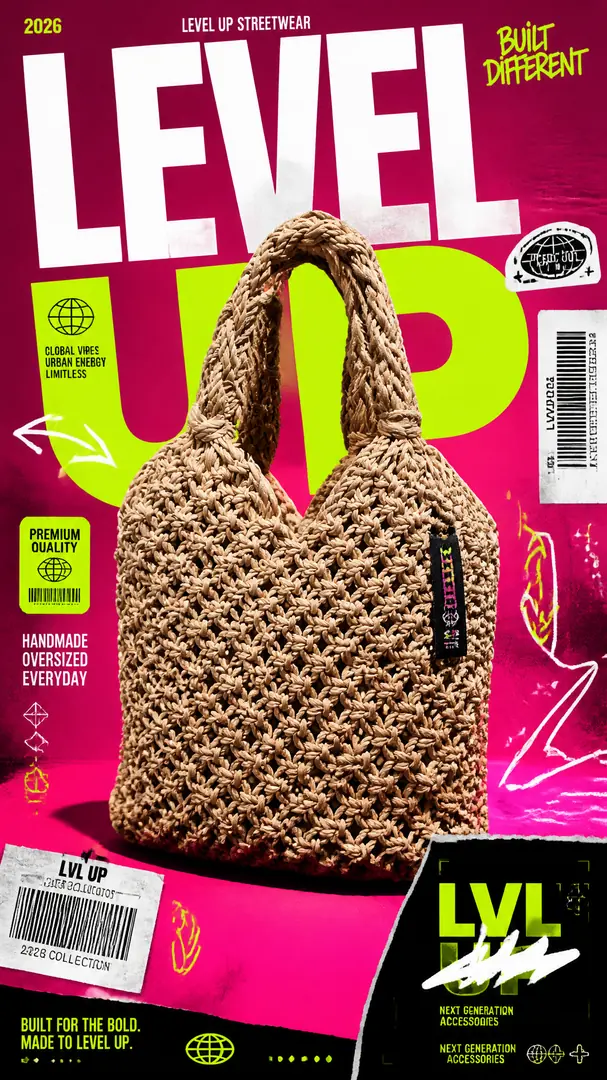 2026
LEVEL UP STREETWEAR
BUILT
DIFFERENT
LEVEL
UP
GLOBAL VIBES
URBAN ENERGY
LIMITLESS
PREMIUM
QUALITY
HANDMADE
OVERSIZED
EVERYDAY
LVL UP
COLLECTION
LVL
UP
NEXT GENERATION
ACCESSORIES
NEXT GENERATION
ACCESSORIES
BUILT FOR THE BOLD.
MADE TO LEVEL UP.